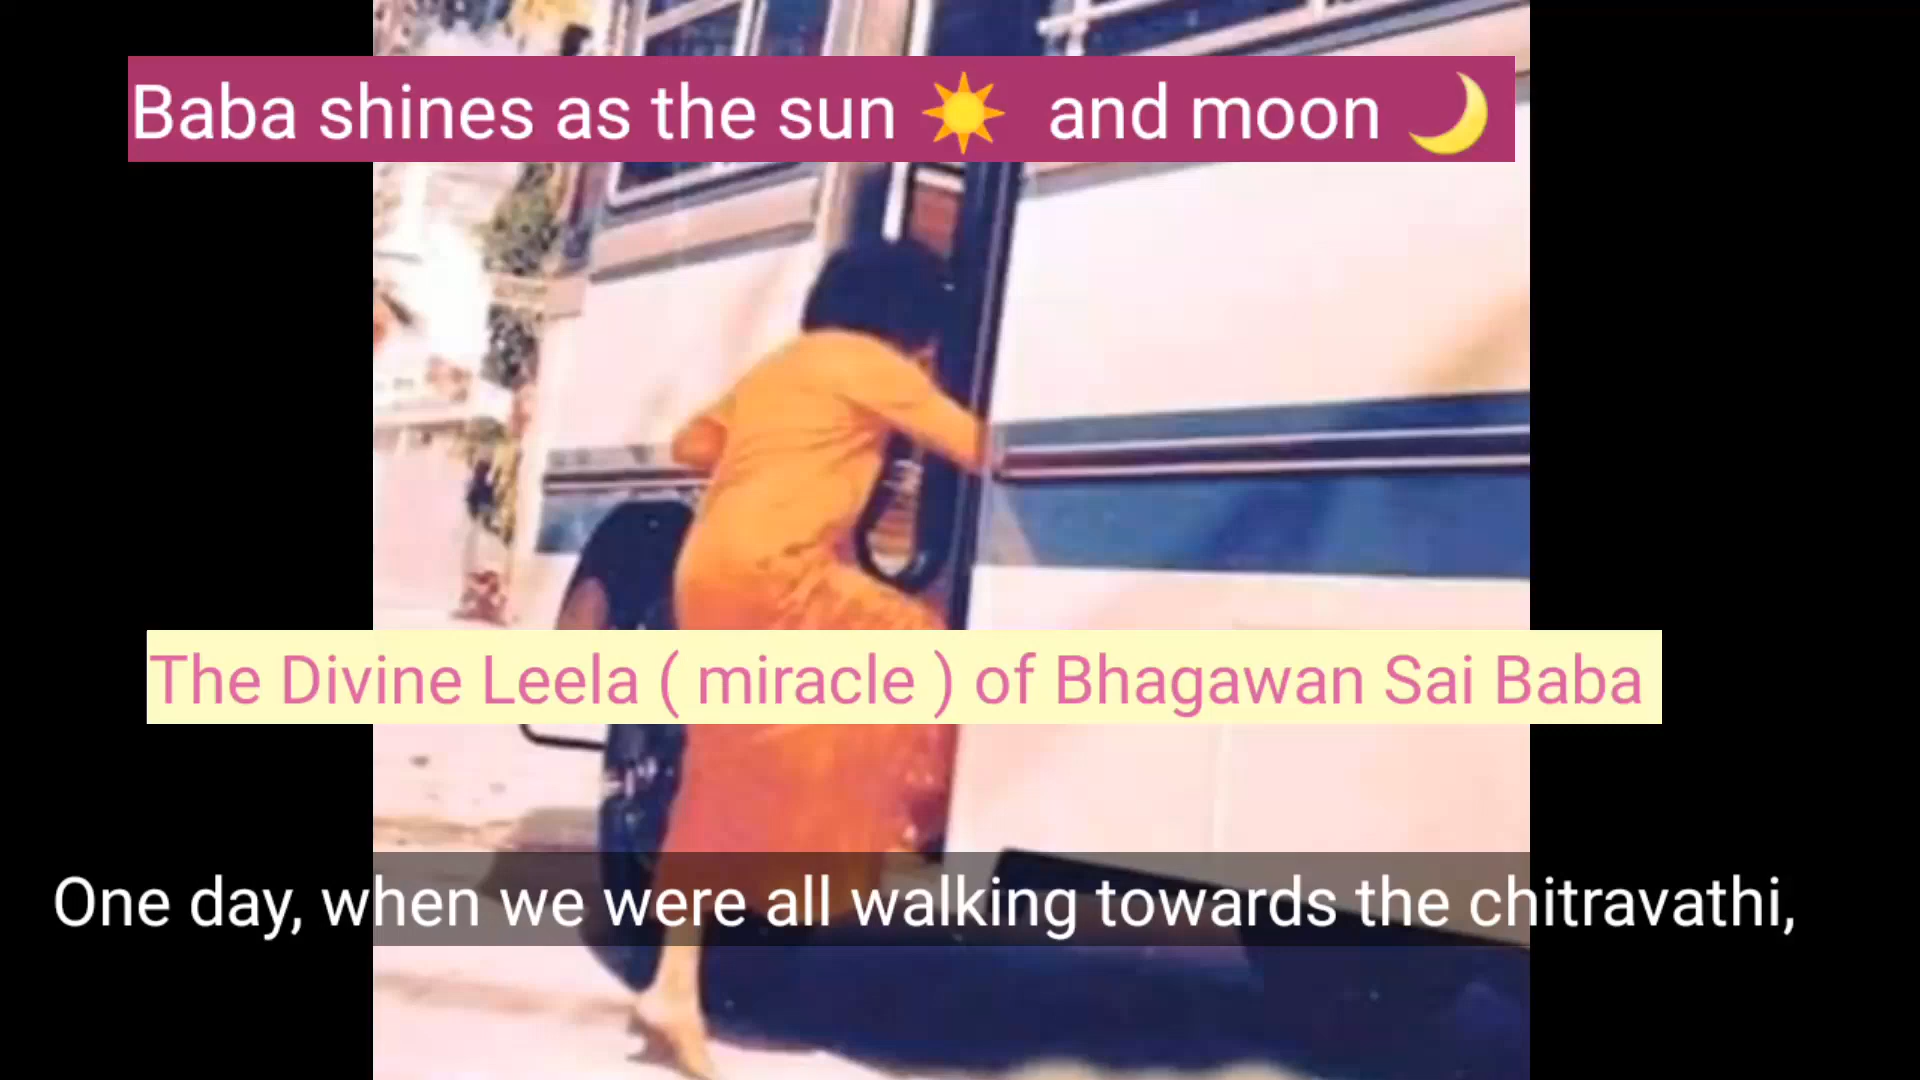 Baba shines as the sun ☀️ and moon 🌙
The Divine Leela ( miracle ) of Bhagawan Sai Baba
One day, when we were all walking towards the chitravathi,